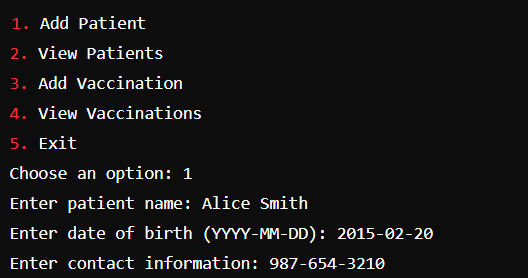 1. Add Patient
2. View Patients
3. Add Vaccination
4. View Vaccinations
5. Exit
Choose an option: 1
Enter patient name: Alice Smith
Enter date of birth (YYYY-MM-DD): 2015-02-20
Enter contact information: 987-654-3210